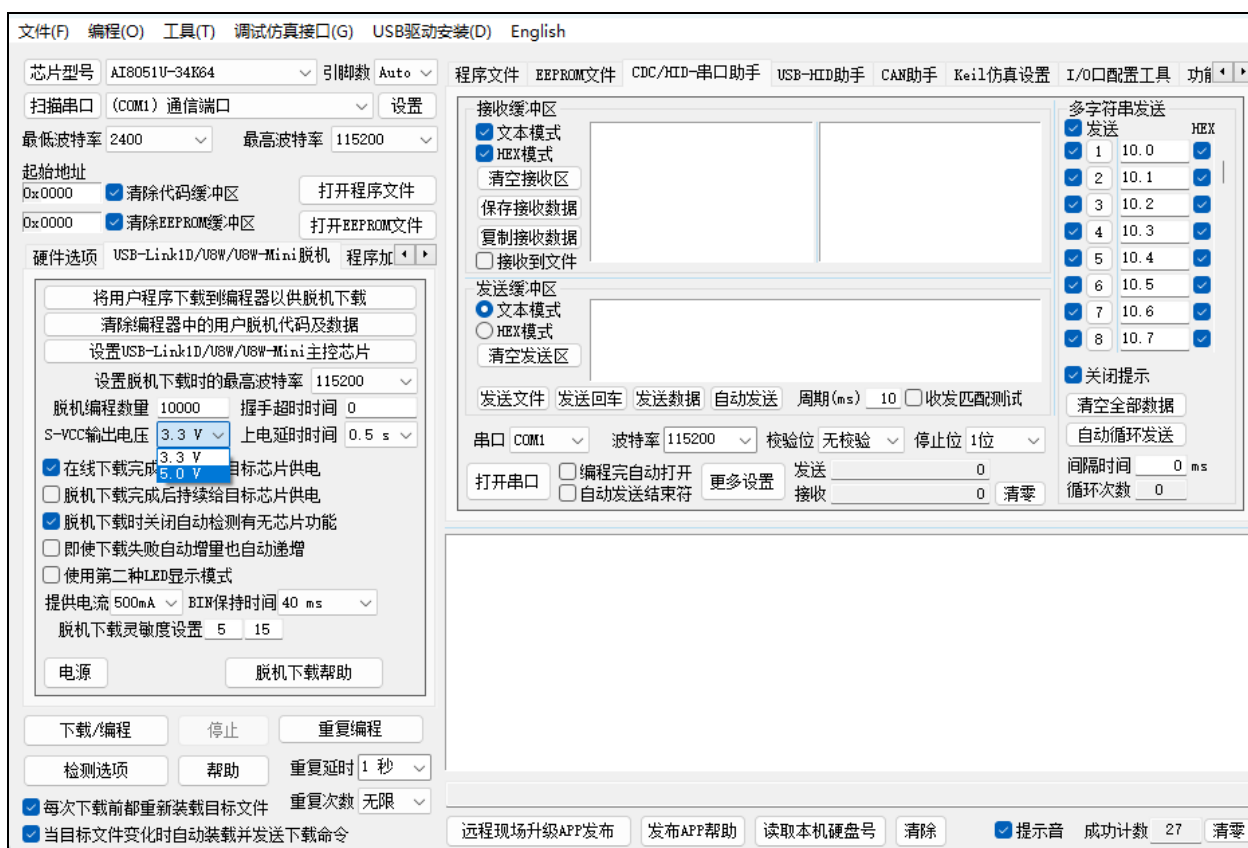 文件(F) 编程(O) 工具(T) 调试仿真接口(G) USB驱动安装(D) English
芯片型号 AI8051U-34K64 引脚数 Auto
扫描串口 (COM1) 通信端口 设置
最低波特率 2400 最高波特率 115200
起始地址
0x0000 清除代码缓冲区 打开程序文件
0x0000 清除EEPROM缓冲区 打开EEPROM文件
硬件选项 USB-Link1D/U8W/U8W-Mini脱机 程序加
将用户程序下载到编程器以供脱机下载
清除编程器中的用户脱机代码及数据
设置USB-Link1D/U8W/U8W-Mini主控芯片
设置脱机下载时的最高波特率 115200
脱机编程数量 10000 握手超时时间 0
S-VCC输出电压 3.3 V 上电延时时间 0.5 s
3.3 V
5.0 V
在线下载完成 目标芯片供电
脱机下载完成后持续给目标芯片供电
脱机下载时关闭自动检测有无芯片功能
即使下载失败自动增量也自动递增
使用第二种LED显示模式
提供电流 500mA BIN保持时间 40 ms
脱机下载灵敏度设置 5 15
电源 脱机下载帮助
下载/编程 停止 重复编程
检测选项 帮助 重复延时 1 秒
每次下载前都重新装载目标文件 重复次数 无限
当目标文件变化时自动装载并发送下载命令
程序文件 EEPROM文件 CDC/HID-串口助手 USB-HID助手 CAN助手 Keil仿真设置 I/O口配置工具
接收缓冲区
文本模式
HEX模式
清空接收区
保存接收数据
复制接收数据
接收到文件
发送缓冲区
文本模式
HEX模式
清空发送区
发送文件 发送回车 发送数据 自动发送 周期(ms) 10 收发匹配测试
串口 COM1 波特率 115200 校验位 无校验 停止位 1位
打开串口 编程完自动打开 更多设置 发送 0
自动发送结束符 接收 0 清零
多字符串发送
发送 HEX
1 10.0
2 10.1
3 10.2
4 10.3
5 10.4
6 10.5
7 10.6
8 10.7
关闭提示
清空全部数据
自动循环发送
间隔时间 0 ms
循环次数 0
远程现场升级APP发布 发布APP帮助 读取本机硬盘号 清除 提示音 成功计数 27 清零